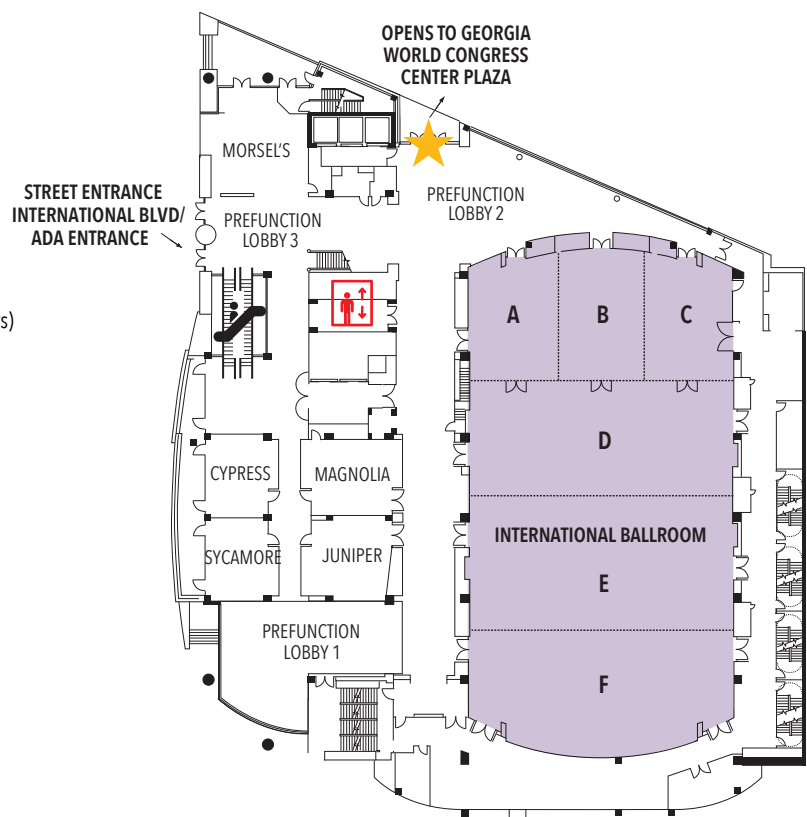 OPENS TO GEORGIA
WORLD CONGRESS
CENTER PLAZA
MORSEL'S
STREET ENTRANCE
INTERNATIONAL BLVD/
ADA ENTRANCE
PREFUNCTION
LOBBY 2
PREFUNCTION
LOBBY 3
s)
A
B
C
D
CYPRESS
MAGNOLIA
INTERNATIONAL BALLROOM
SYCAMORE
JUNIPER
E
PREFUNCTION
LOBBY 1
F